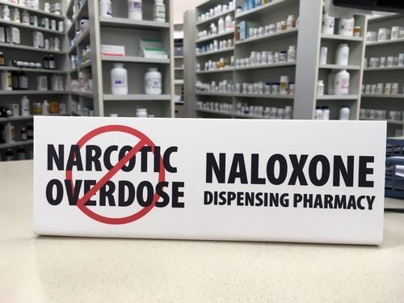 NARCOTIC
OVERDOSE
NALOXONE
DISPENSING PHARMACY